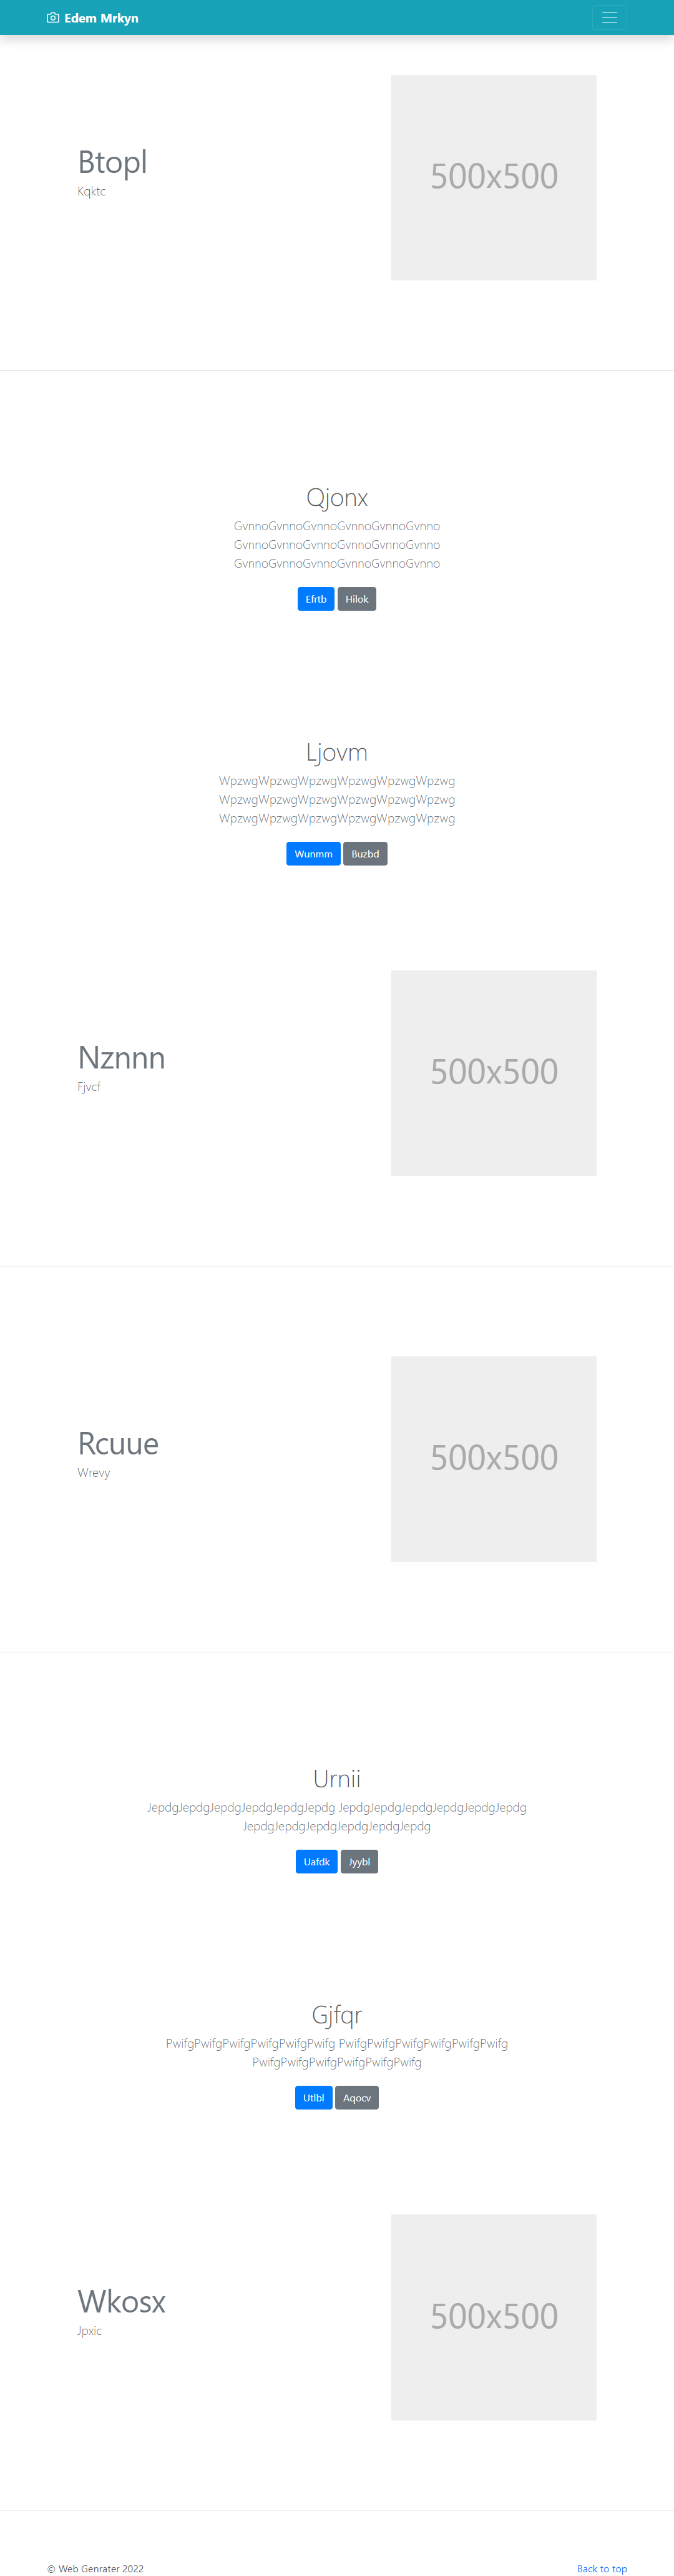 Edem Mrkyn
Btopl
Kqktc
500x500
Qjonx
GvnnoGvnnoGvnnoGvnnoGvnnoGvnno
GvnnoGvnnoGvnnoGvnnoGvnnoGvnno
GvnnoGvnnoGvnnoGvnnoGvnnoGvnno
Efrtb Hilok
Ljovm
WpzwgWpzwgWpzwgWpzwgWpzwgWpzwg
WpzwgWpzwgWpzwgWpzwgWpzwgWpzwg
WpzwgWpzwgWpzwgWpzwgWpzwgWpzwg
Wunmm Buzbd
Nznnn
Fjvcf
500x500
Rcuue
Wrevy
500x500
Urnii
JepdgJepdgJepdgJepdgJepdgJepdg JepdgJepdgJepdgJepdgJepdgJepdg
JepdgJepdgJepdgJepdgJepdgJepdg
Uafdk Jyybl
Gjfqr
PwifgPwifgPwifgPwifgPwifgPwifg PwifgPwifgPwifgPwifgPwifgPwifg
PwifgPwifgPwifgPwifgPwifgPwifg
Utlbl Aqocv
Wkosx
Jpxic
500x500
© Web Genrater 2022 Back to top